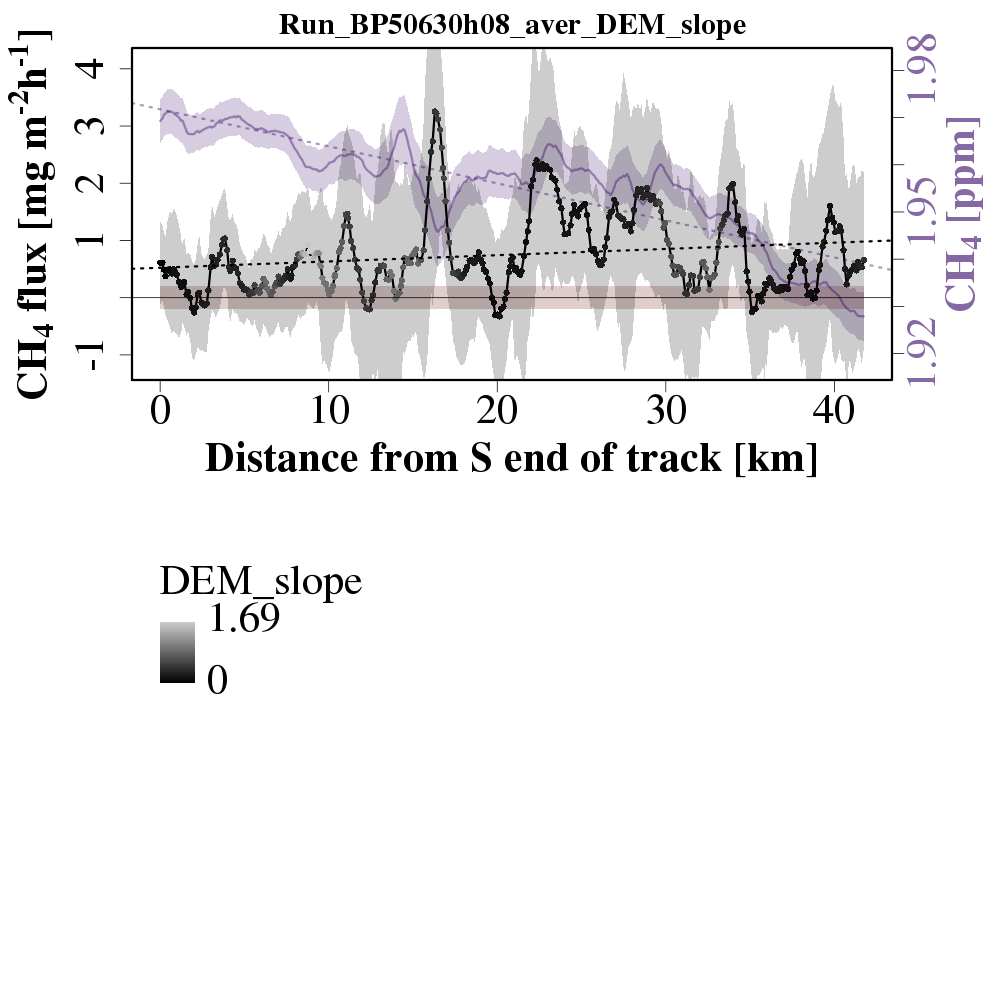 Run_BP50630h08_aver_DEM_slope
CH4 flux [mg m-2h-1]
4
3
2
1
-1
1.98
1.95
1.92
CH4 [ppm]
0 10 20 30 40
Distance from S end of track [km]
DEM_slope
1.69
0